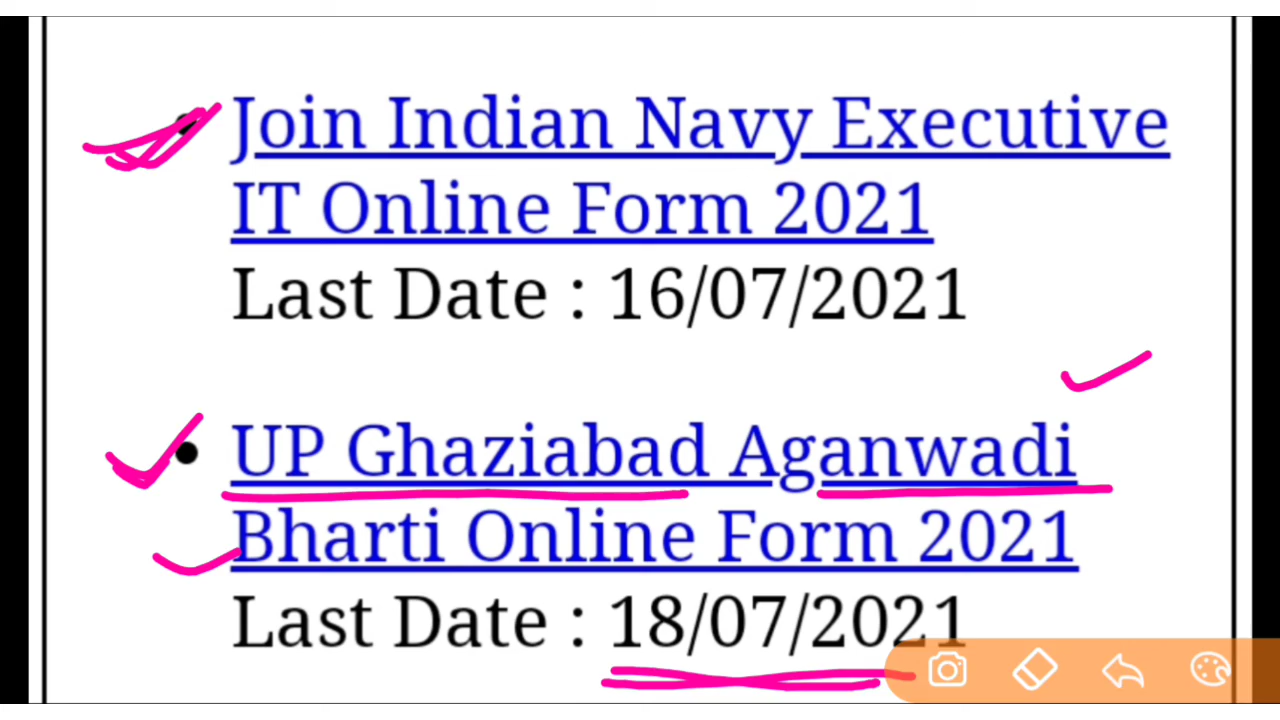 Join Indian Navy Executive
IT Online Form 2021
Last Date : 16/07/2021
UP Ghaziabad Aganwadi
Bharti Online Form 2021
Last Date : 18/07/2021